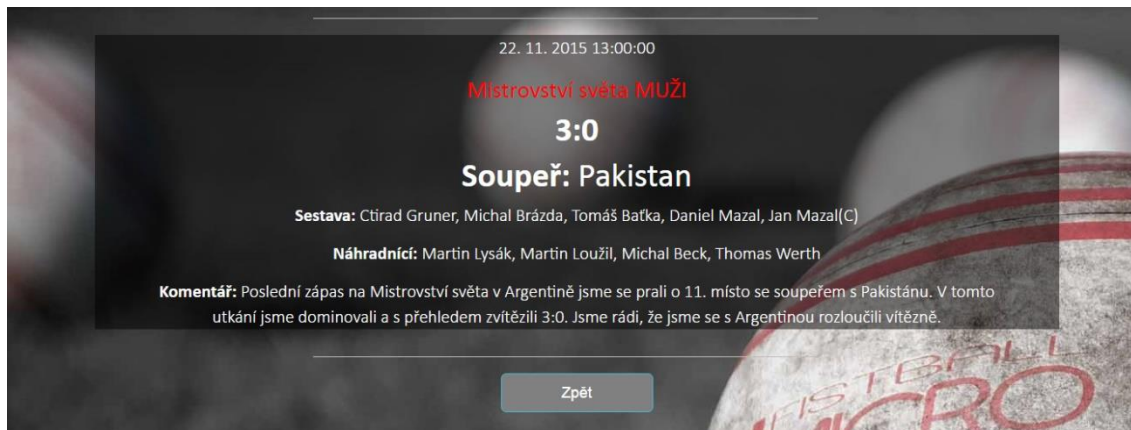 22. 11. 2015 13:00:00
Mistrovství světa MUŽI
3:0
Soupeř: Pakistan
Sestava: Ctirad Gruner, Michal Brázda, Tomáš Baťka, Daniel Mazal, Jan Mazal(C)
Náhradnící: Martin Lysák, Martin Loužil, Michal Beck, Thomas Werth
Komentář: Poslední zápas na Mistrovství světa v Argentině jsme se prali o 11. místo se soupeřem s Pakistánu. V tomto
utkání jsme dominovali a s přehledem zvítězili 3:0. Jsme rádi, že jsme se s Argentinou rozloučili vítězně.
Zpět